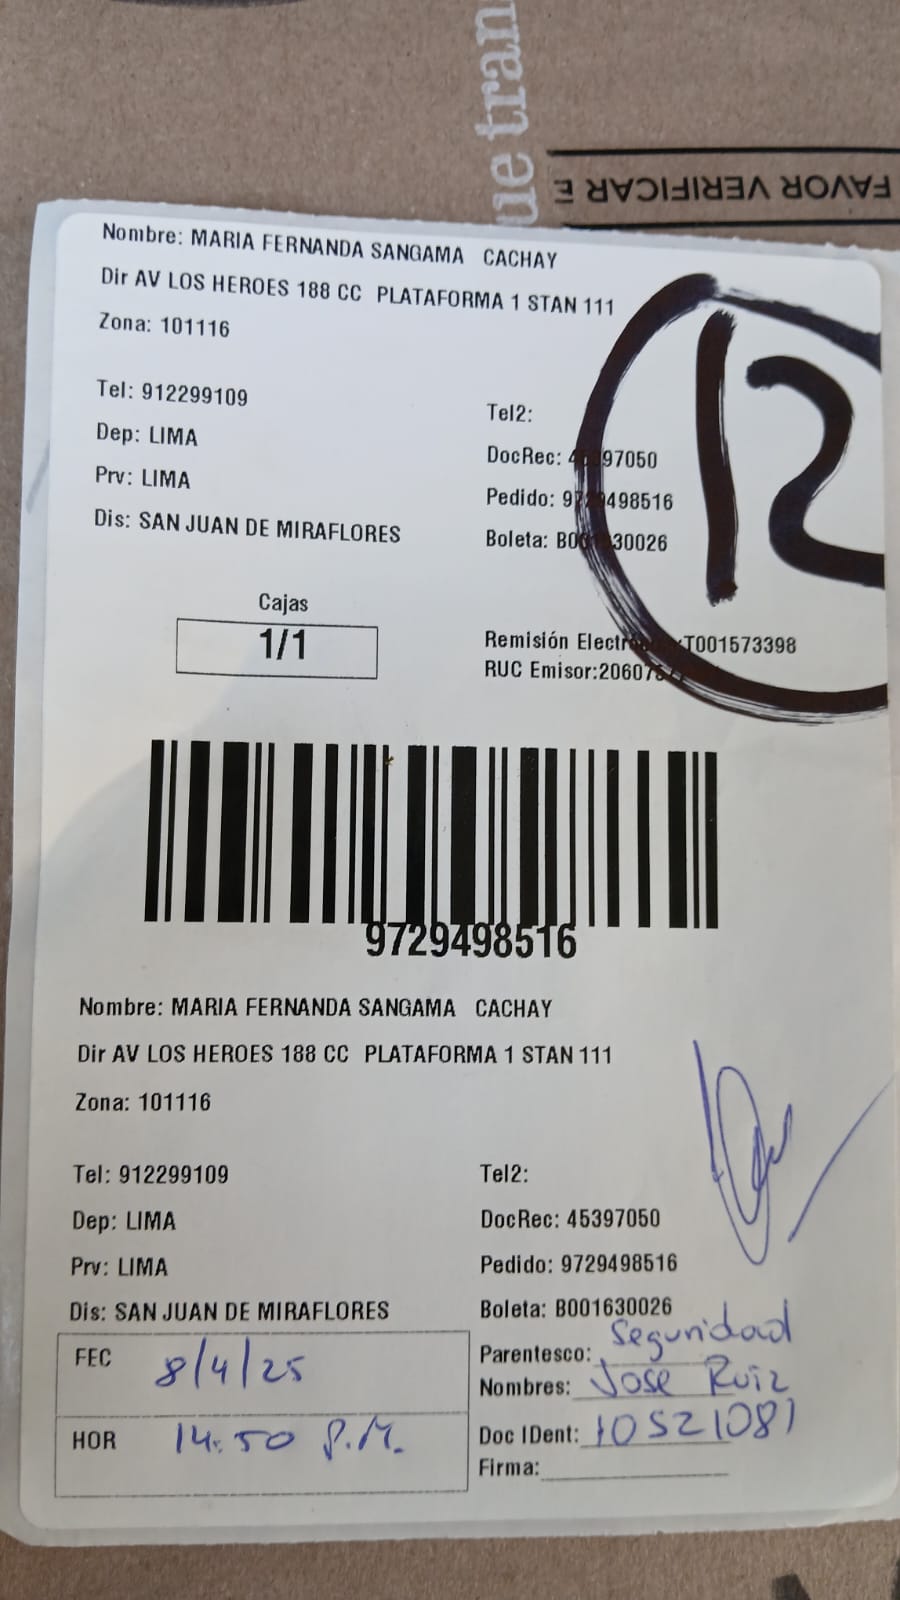 ue tran
FAVOR VERIFICAR E
Nombre: MARIA FERNANDA SANGAMA CACHAY
Dir AV LOS HEROES 188 CC PLATAFORMA 1 STAN 111
Zona: 101116
12
Tel: 912299109
Tel2:
Dep: LIMA
DocRec: 45397050
Prv: LIMA
Pedido: 9729498516
Dis: SAN JUAN DE MIRAFLORES
Boleta: B001630026
Cajas
1/1
Remisión Electrónica:T001573398
RUC Emisor:
9729498516
Nombre: MARIA FERNANDA SANGAMA CACHAY
Dir AV LOS HEROES 188 CC PLATAFORMA 1 STAN 111
Zona: 101116
Tel: 912299109
Tel2:
Dep: LIMA
DocRec: 45397050
Prv: LIMA
Pedido: 9729498516
Dis: SAN JUAN DE MIRAFLORES
Boleta: B001630026
FEC 8/4/25
Parentesco: Seguridad
Nombres: Jose Ruiz
HOR 14:50 P.M.
Doc IDent: 10521081
Firma: